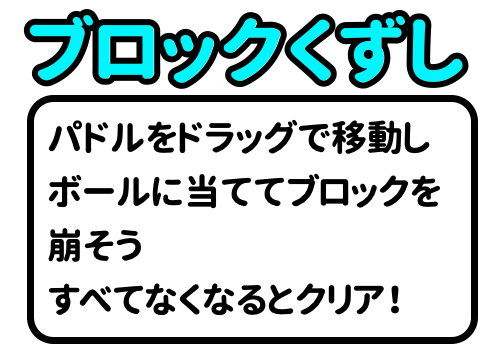 ブロックくずし
パドルをドラッグで移動し
ボールに当ててブロックを
崩そう
すべてなくなるとクリア！